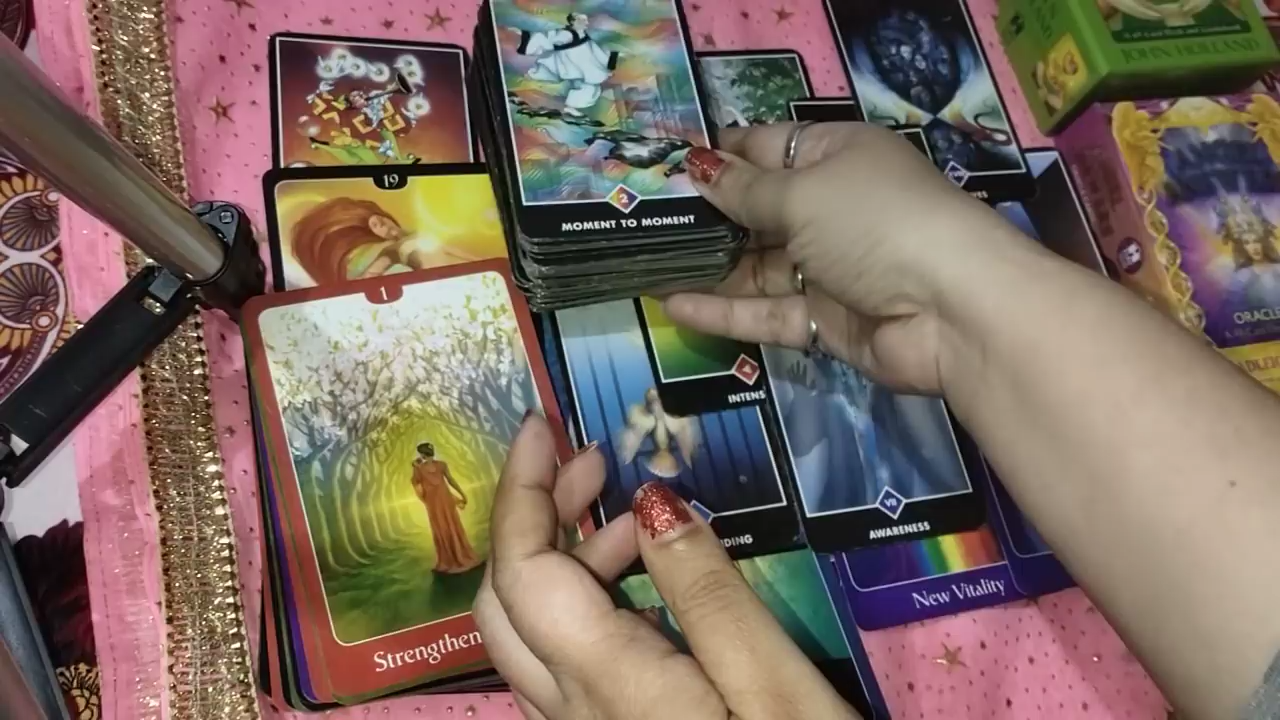 2
MOMENT TO MOMENT
JOHN HOLLAND
19
1
ORACLE
INTENS
VII
AWARENESS
DING
New Vitality
Strengthen